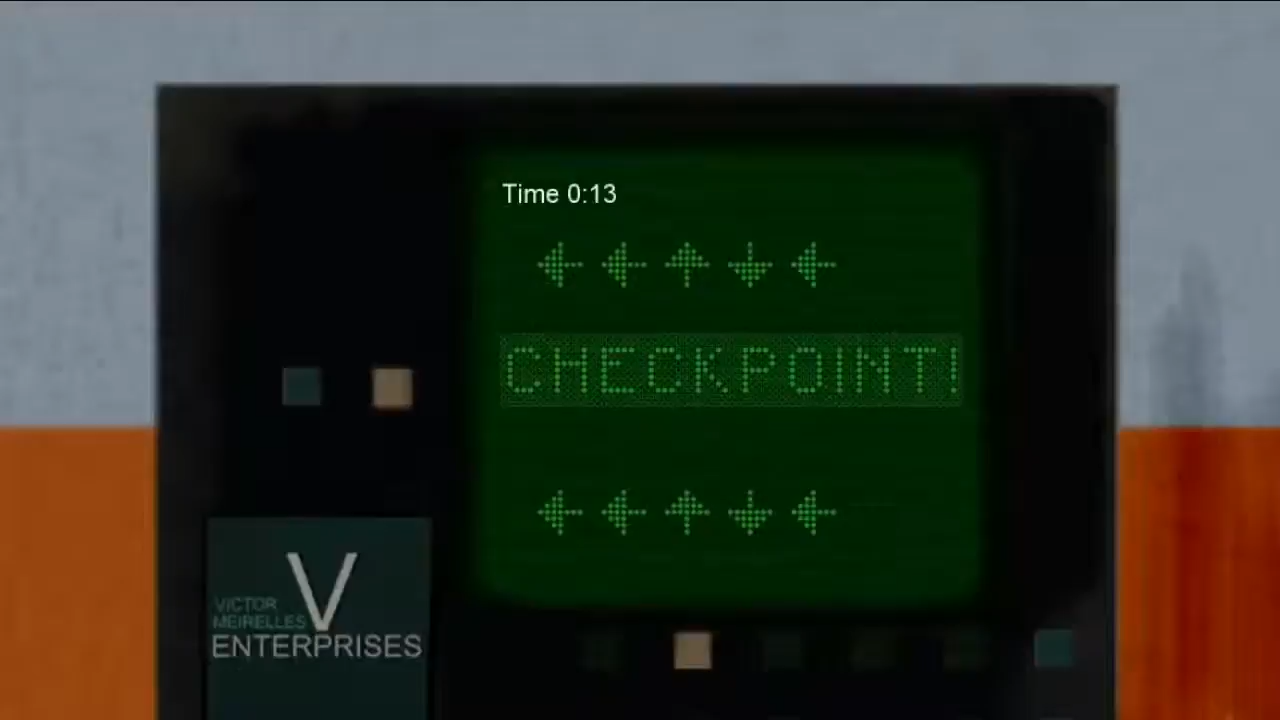 Time 0:13
←←↑↓←
CHECKPOINT!
←←↑↓←
V
VICTOR
MEIRELLES
ENTERPRISES